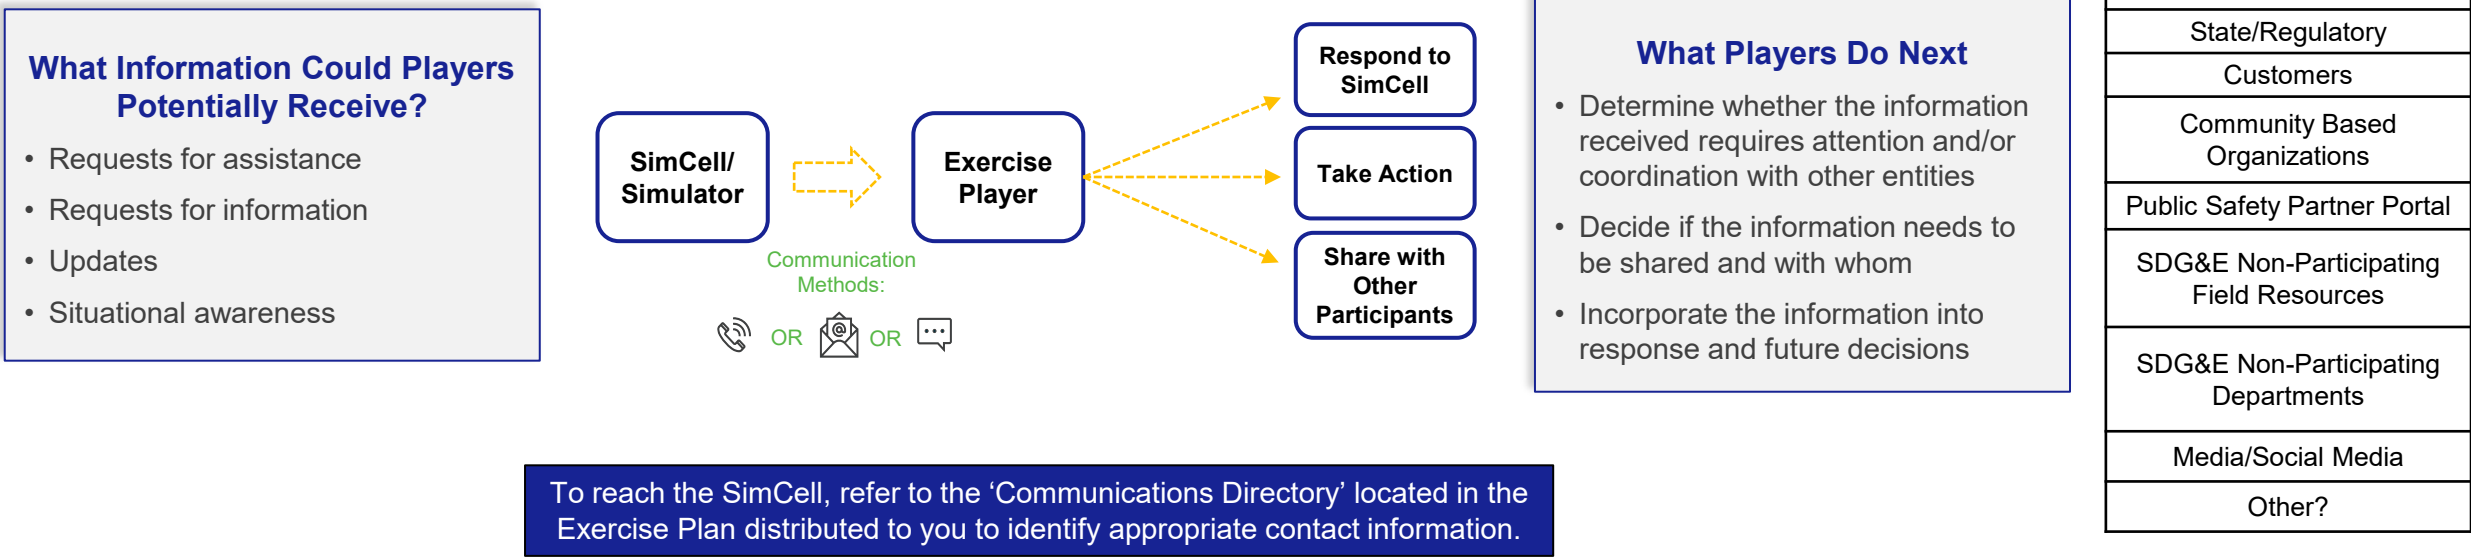 What Information Could Players
Potentially Receive?
• Requests for assistance
• Requests for information
• Updates
• Situational awareness
SimCell/
Simulator
Exercise
Player
Communication
Methods:
OR
OR
Respond to
SimCell
Take Action
Share with
Other
Participants
What Players Do Next
• Determine whether the information
received requires attention and/or
coordination with other entities
• Decide if the information needs to
be shared and with whom
• Incorporate the information into
response and future decisions
State/Regulatory
Customers
Community Based
Organizations
Public Safety Partner Portal
SDG&E Non-Participating
Field Resources
SDG&E Non-Participating
Departments
Media/Social Media
Other?
To reach the SimCell, refer to the ‘Communications Directory’ located in the
Exercise Plan distributed to you to identify appropriate contact information.